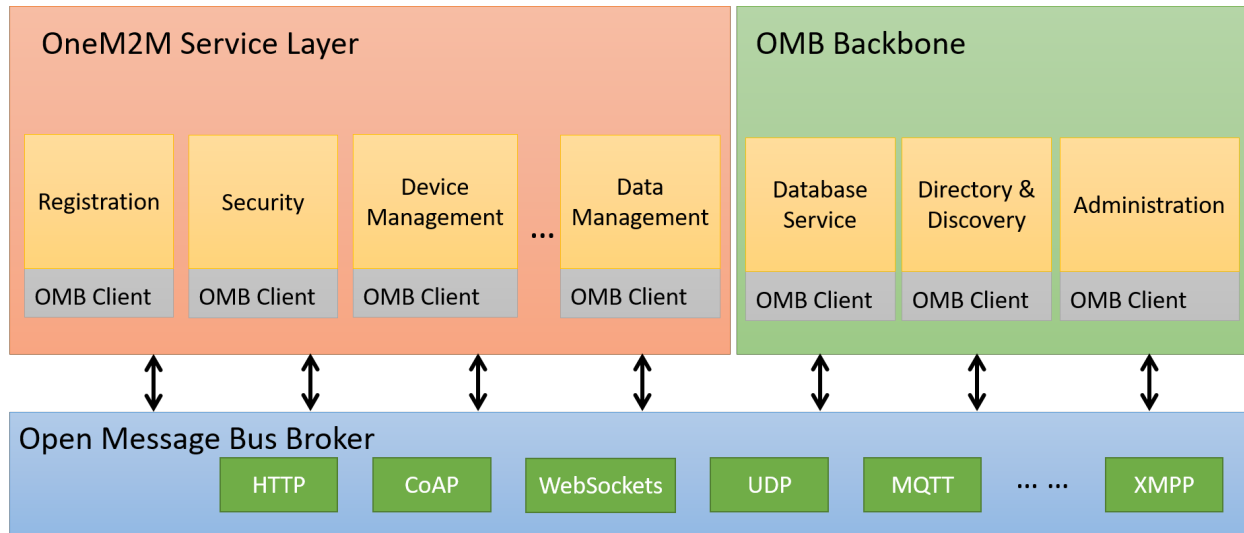 OneM2M Service Layer
OMB Backbone
Registration
Security
Device
Management
...
Data
Management
Database
Service
Directory &
Discovery
Administration
OMB Client
OMB Client
OMB Client
OMB Client
OMB Client
OMB Client
OMB Client
Open Message Bus Broker
HTTP
CoAP
WebSockets
UDP
MQTT
... ...
XMPP